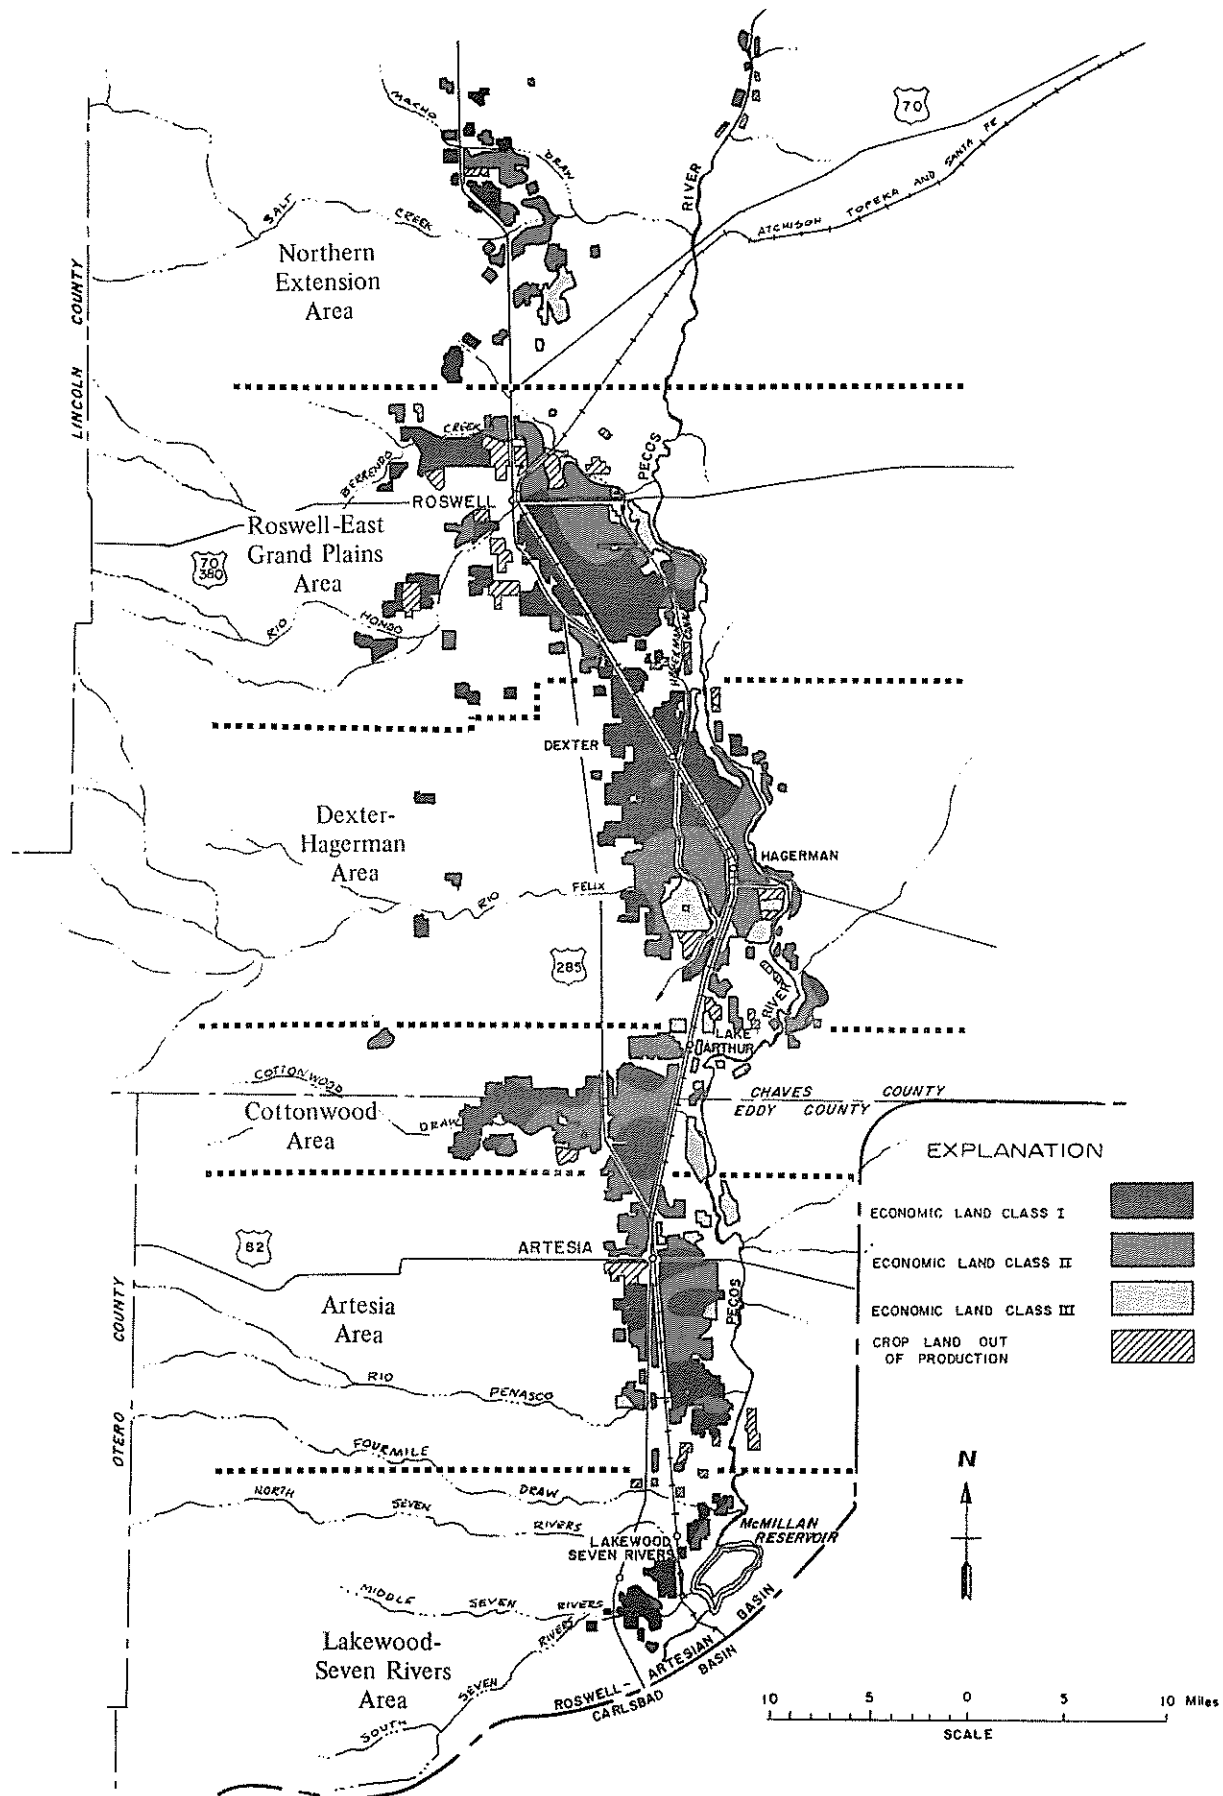 MACHO
DRAW
70
RIVER
ATCHISON TOPEKA AND SANTA FE
SALT
CREEK
Northern
Extension
Area
LINCOLN COUNTY
CREEK
BERRENDO
PECOS
ROSWELL
Roswell-East
Grand Plains
Area
70
380
RIO
HONDO
HAGERMAN
CANAL
DEXTER
Dexter-
Hagerman
Area
HAGERMAN
RIO
FELIX
285
RIVER
LAKE
ARTHUR
COTTONWOOD
DRAW
CHAVES COUNTY
EDDY COUNTY
Cottonwood
Area
EXPLANATION
ECONOMIC LAND CLASS I
ECONOMIC LAND CLASS II
ECONOMIC LAND CLASS III
CROP LAND OUT
OF PRODUCTION
82
ARTESIA
PECOS
Artesia
Area
OTERO COUNTY
RIO
PENASCO
FOURMILE
DRAW
NORTH
SEVEN
RIVERS
N
McMILLAN
RESERVOIR
LAKEWOOD
SEVEN RIVERS
MIDDLE
SEVEN
RIVERS
RIVERS
SEVEN
SOUTH
Lakewood-
Seven Rivers
Area
ROSWELL-ARTESIAN BASIN
CARLSBAD BASIN
10 5 0 5 10 Miles
SCALE